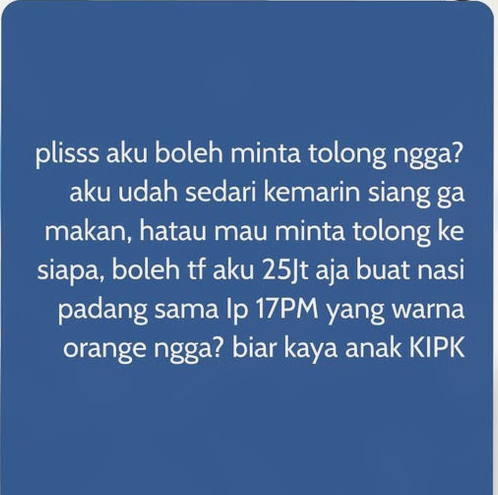 plisss aku boleh minta tolong ngga?
aku udah sedari kemarin siang ga
makan, hatau mau minta tolong ke
siapa, boleh tf aku 25Jt aja buat nasi
padang sama Ip 17PM yang warna
orange ngga? biar kaya anak KIPK